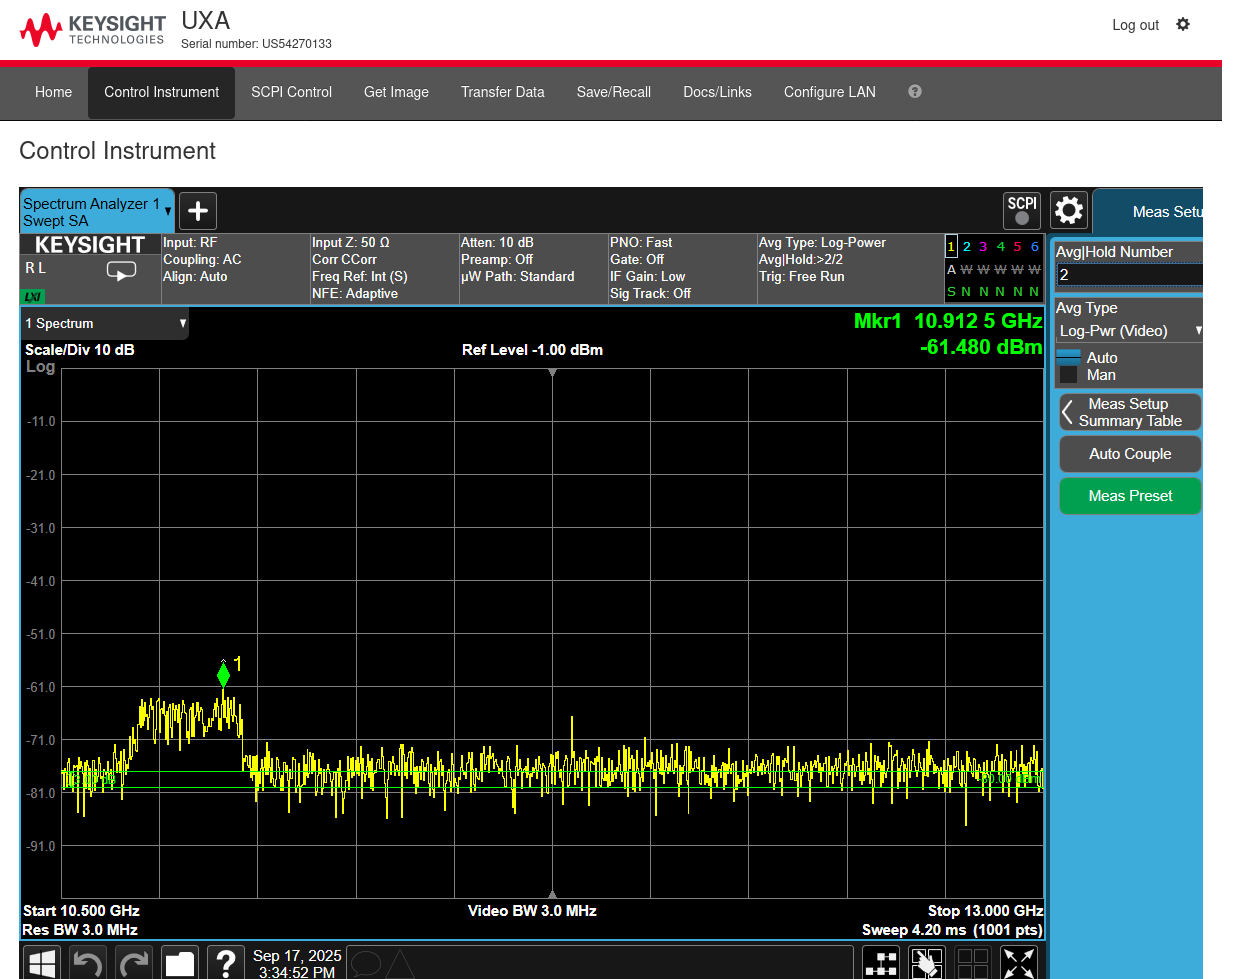 KEYSIGHT
TECHNOLOGIES
UXA
Serial number: US54270133
Log out
Home Control Instrument SCPI Control Get Image Transfer Data Save/Recall Docs/Links Configure LAN ?
Control Instrument
Spectrum Analyzer 1
Swept SA
+
SCPI
Meas Setu
KEYSIGHT
R L
LXI
Input: RF
Coupling: AC
Align: Auto
Input Z: 50 Ω
Corr CCorr
Freq Ref: Int (S)
NFE: Adaptive
Atten: 10 dB
Preamp: Off
µW Path: Standard
PNO: Fast
Gate: Off
IF Gain: Low
Sig Track: Off
Avg Type: Log-Power
Avg|Hold:>2/2
Trig: Free Run
1 2 3 4 5 6
A W W W W W
S N N N N N
Avg|Hold Number
2
Avg Type
Log-Pwr (Video)
Auto
Man
Meas Setup
Summary Table
Auto Couple
Meas Preset
1 Spectrum
Mkr1 10.912 5 GHz
-61.480 dBm
Scale/Div 10 dB
Ref Level -1.00 dBm
Log
-11.0
-21.0
-31.0
-41.0
-51.0
1
-61.0
-71.0
-81.0
-91.0
Start 10.500 GHz
Video BW 3.0 MHz
Stop 13.000 GHz
Res BW 3.0 MHz
Sweep 4.20 ms (1001 pts)
?
Sep 17, 2025
3:34:52 PM